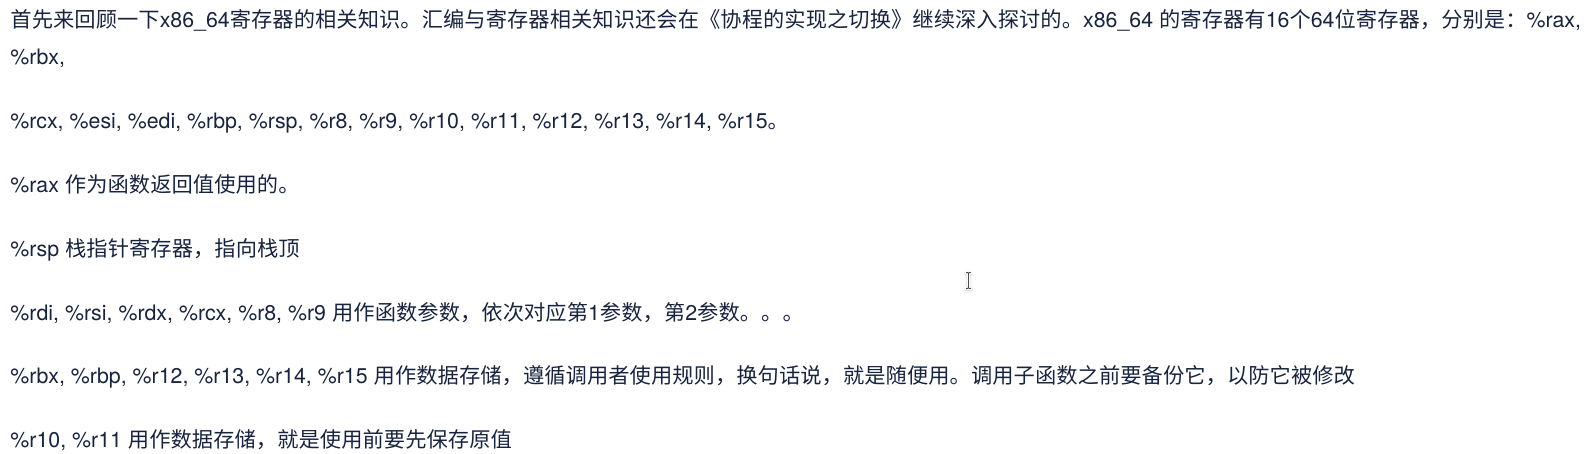 首先来回顾一下x86_64寄存器的相关知识。汇编与寄存器相关知识还会在《协程的实现之切换》继续深入探讨的。x86_64 的寄存器有16个64位寄存器，分别是：%rax,
%rbx,
%rcx, %esi, %edi, %rbp, %rsp, %r8, %r9, %r10, %r11, %r12, %r13, %r14, %r15。
%rax 作为函数返回值使用的。
%rsp 栈指针寄存器，指向栈顶
%rdi, %rsi, %rdx, %rcx, %r8, %r9 用作函数参数，依次对应第1参数，第2参数。。。
%rbx, %rbp, %r12, %r13, %r14, %r15 用作数据存储，遵循调用者使用规则，换句话说，就是随便用。调用子函数之前要备份它，以防它被修改
%r10, %r11 用作数据存储，就是使用前要先保存原值